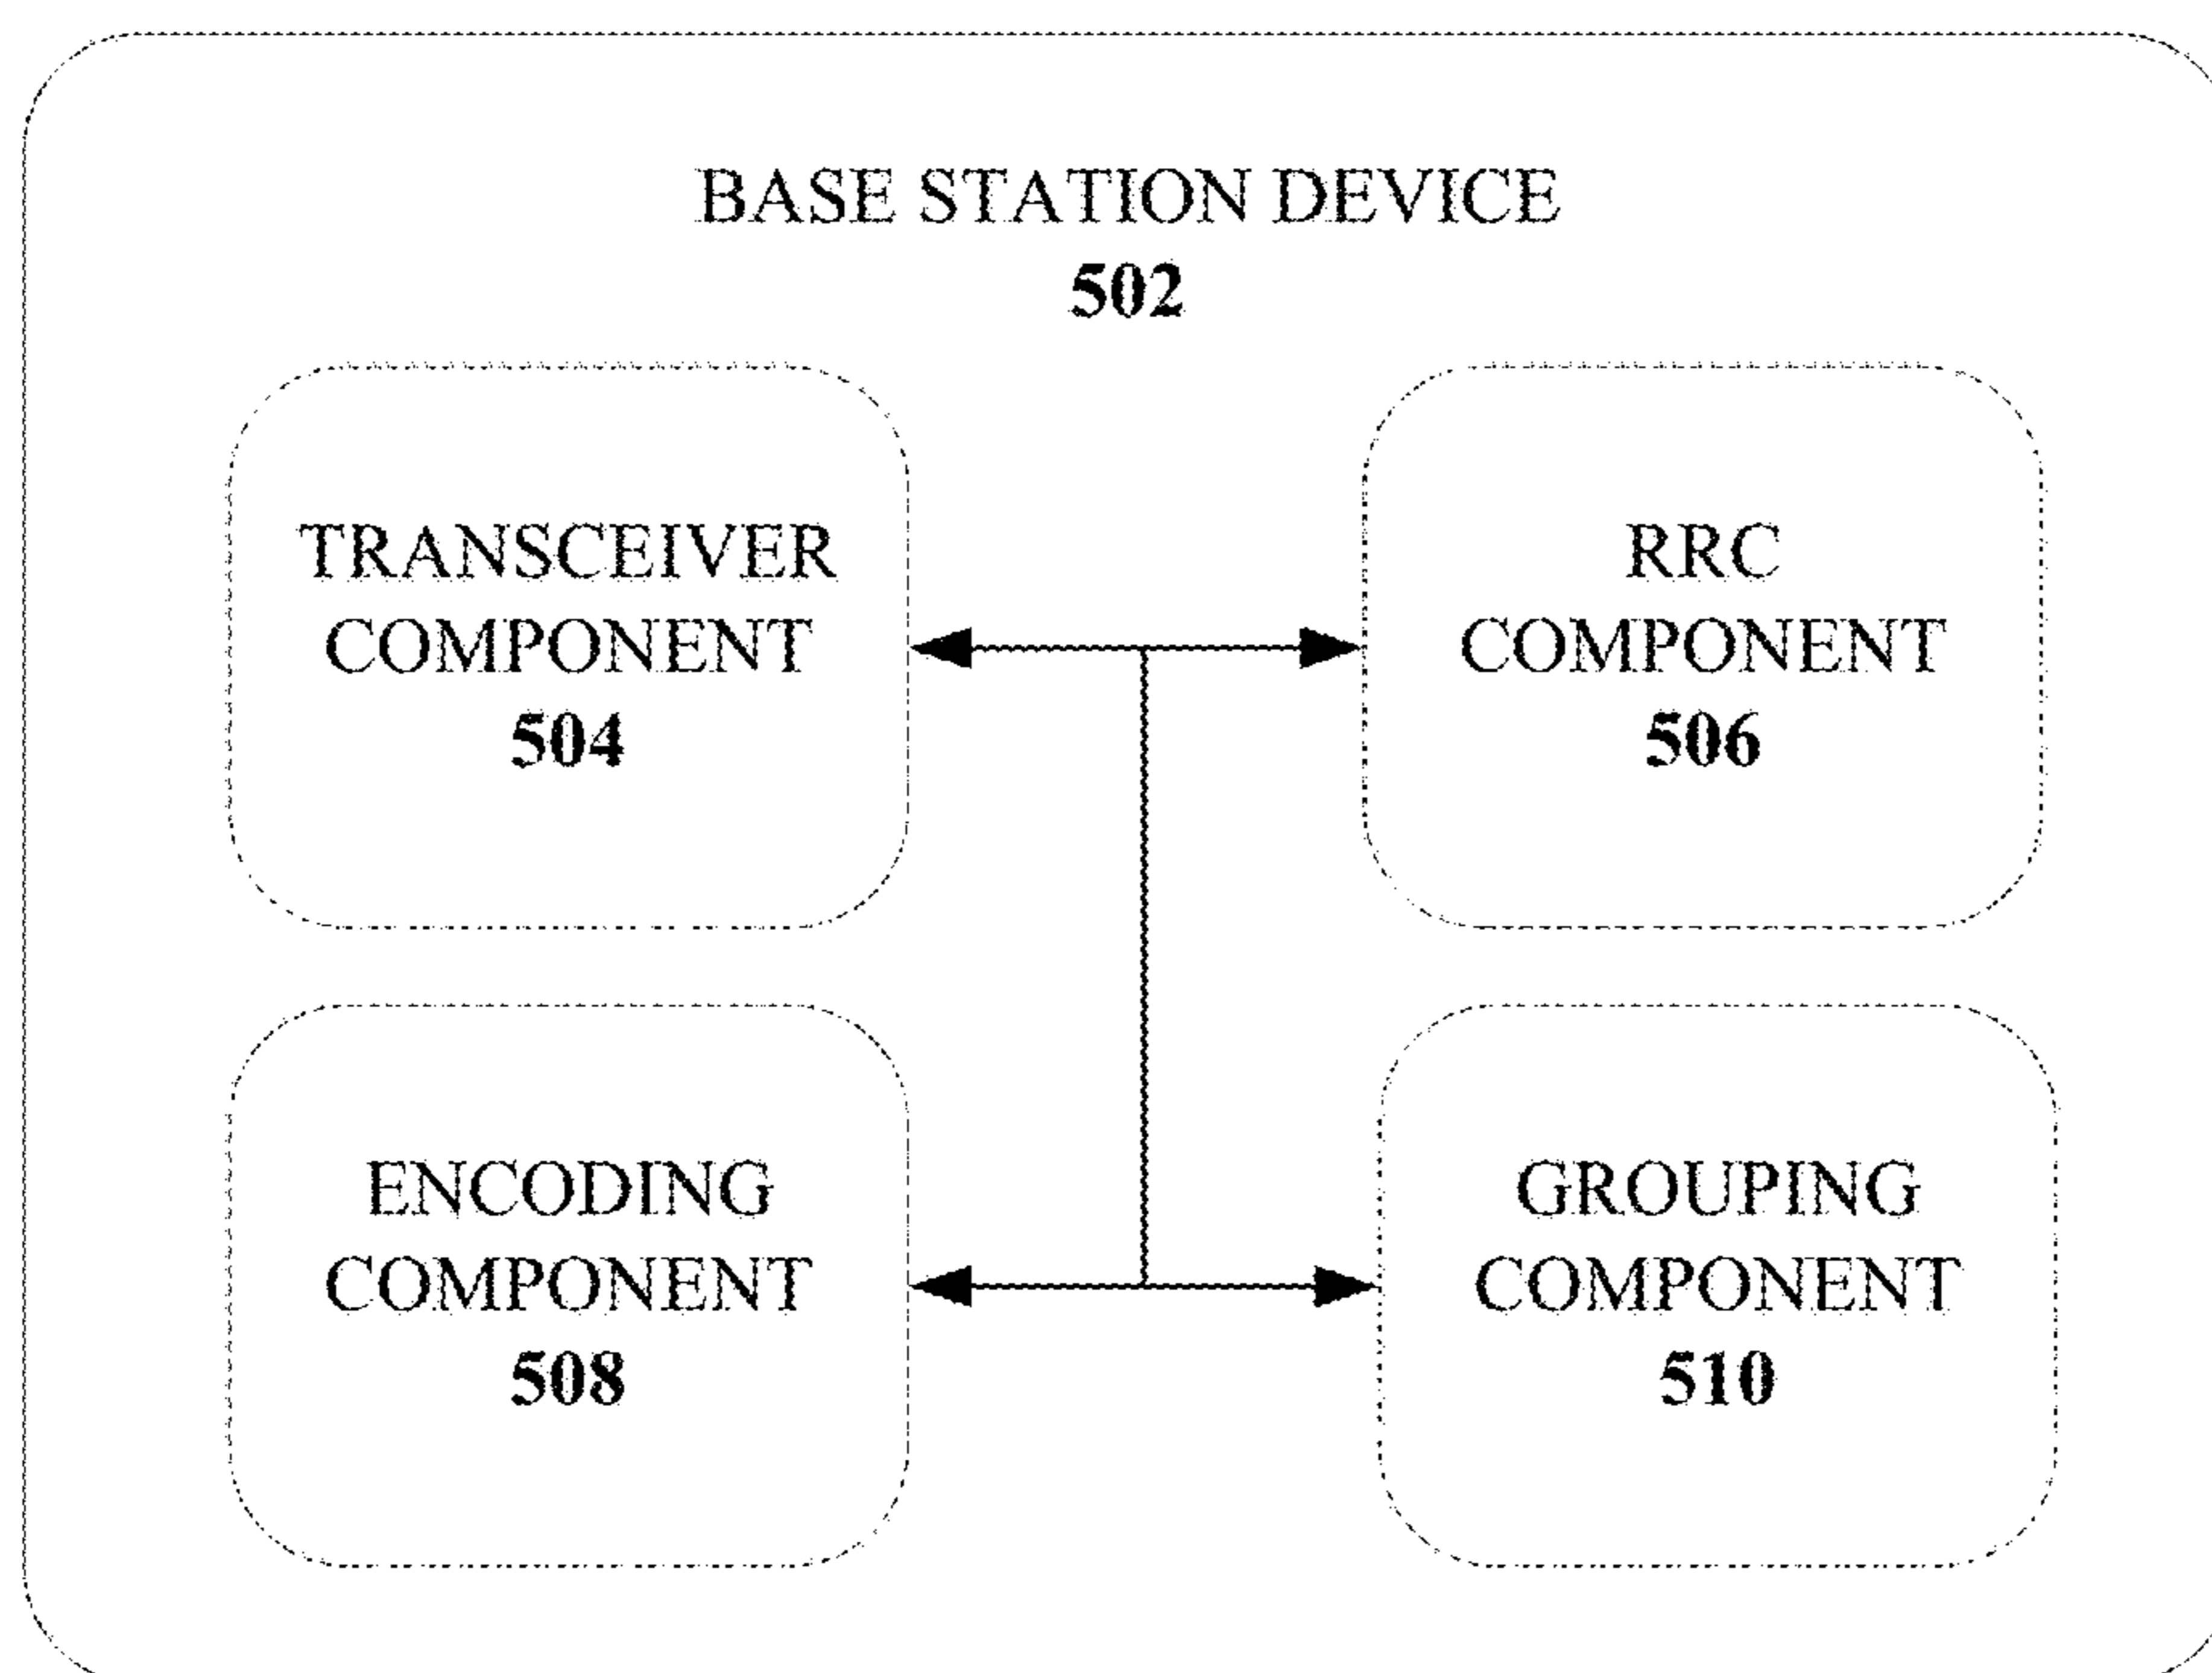 BASE STATION DEVICE
502
TRANSCEIVER
COMPONENT
504
RRC
COMPONENT
506
ENCODING
COMPONENT
508
GROUPING
COMPONENT
510